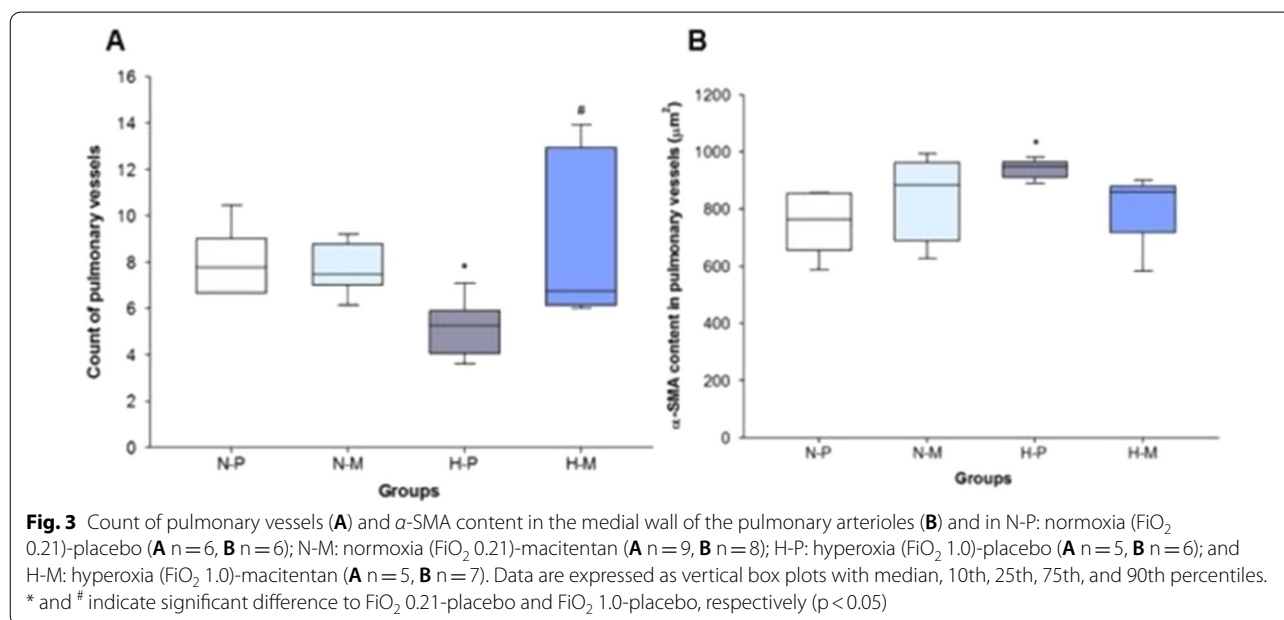 A
Count of pulmonary vessels
16
14
12
10
8
6
4
2
0
#
*
N-P N-M H-P H-M
Groups
B
α-SMA content in pulmonary vessels (µm²)
1200
1000
800
600
400
200
0
*
N-P N-M H-P H-M
Groups
Fig. 3 Count of pulmonary vessels (A) and α-SMA content in the medial wall of the pulmonary arterioles (B) and in N-P: normoxia (FiO₂
0.21)-placebo (A n=6, B n=6); N-M: normoxia (FiO₂ 0.21)-macitentan (A n=9, B n=8); H-P: hyperoxia (FiO₂ 1.0)-placebo (A n=5, B n=6); and
H-M: hyperoxia (FiO₂ 1.0)-macitentan (A n=5, B n=7). Data are expressed as vertical box plots with median, 10th, 25th, 75th, and 90th percentiles.
* and # indicate significant difference to FiO₂ 0.21-placebo and FiO₂ 1.0-placebo, respectively (p<0.05)